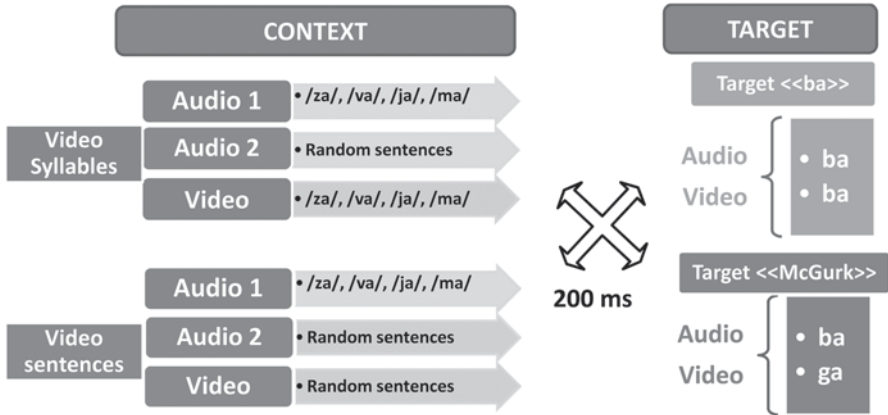 CONTEXT
TARGET
Video
Syllables
Audio 1
• /za/, /va/, /ja/, /ma/
Audio 2
• Random sentences
Video
• /za/, /va/, /ja/, /ma/
Video
sentences
Audio 1
• /za/, /va/, /ja/, /ma/
Audio 2
• Random sentences
Video
• Random sentences
200 ms
Target <<ba>>
Audio
• ba
Video
• ba
Target <<McGurk>>
Audio
• ba
Video
• ga